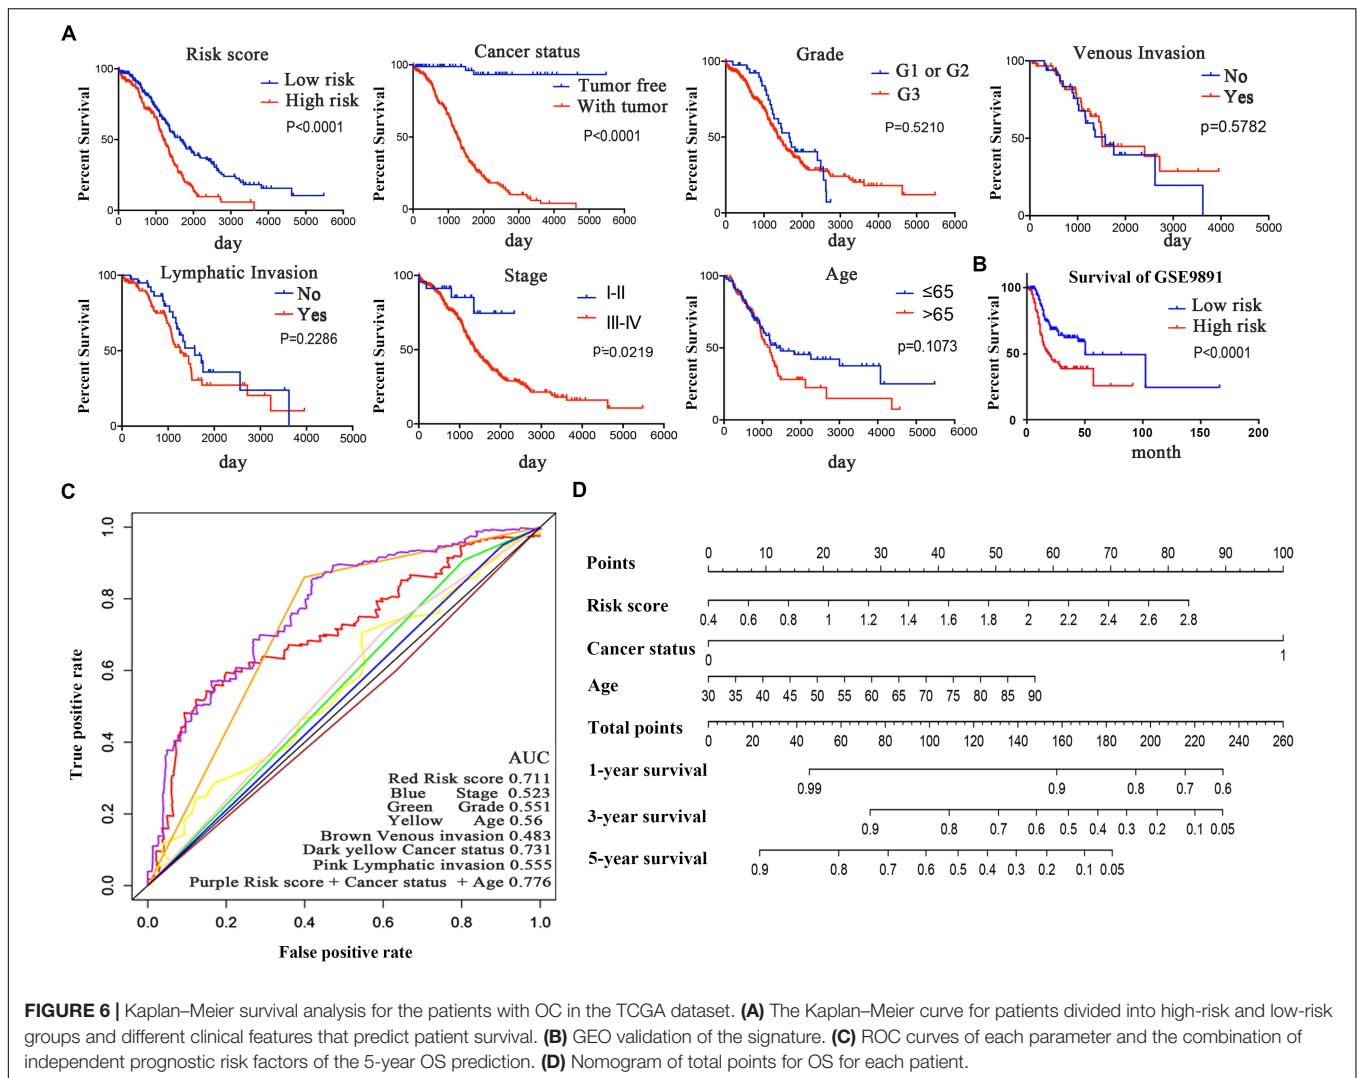 A
Risk score
Percent Survival
100
50
0
0 1000 2000 3000 4000 5000 6000
day
Low risk
High risk
P<0.0001
Cancer status
Percent Survival
100
50
0
0 1000 2000 3000 4000 5000 6000
day
Tumor free
With tumor
P<0.0001
Grade
Percent Survival
100
50
0
0 1000 2000 3000 4000 5000 6000
day
G1 or G2
G3
P=0.5210
Venous Invasion
Percent Survival
100
50
0
0 1000 2000 3000 4000 5000
day
No
Yes
p=0.5782
Lymphatic Invasion
Percent Survival
100
50
0
0 1000 2000 3000 4000 5000
day
No
Yes
P=0.2286
Stage
Percent Survival
100
50
0
0 1000 2000 3000 4000 5000 6000
day
I-II
III-IV
P=0.0219
Age
Percent Survival
100
50
0
0 1000 2000 3000 4000 5000 6000
day
≤65
>65
p=0.1073
B
Survival of GSE9891
Percent Survival
100
50
0
0 50 100 150 200
month
Low risk
High risk
P<0.0001
C
True positive rate
1.0
0.8
0.6
0.4
0.2
0.0
0.0 0.2 0.4 0.6 0.8 1.0
False positive rate
AUC
Red Risk score 0.711
Blue Stage 0.523
Green Grade 0.551
Yellow Age 0.56
Brown Venous invasion 0.483
Dark yellow Cancer status 0.731
Pink Lymphatic invasion 0.555
Purple Risk score + Cancer status + Age 0.776
D
Points 0 10 20 30 40 50 60 70 80 90 100
Risk score 0.4 0.6 0.8 1 1.2 1.4 1.6 1.8 2 2.2 2.4 2.6 2.8
Cancer status 0 1
Age 30 35 40 45 50 55 60 65 70 75 80 85 90
Total points 0 20 40 60 80 100 120 140 160 180 200 220 240 260
1-year survival 0.99 0.9 0.8 0.7 0.6
3-year survival 0.9 0.8 0.7 0.6 0.5 0.4 0.3 0.2 0.1 0.05
5-year survival 0.9 0.8 0.7 0.6 0.5 0.4 0.3 0.2 0.1 0.05
FIGURE 6 | Kaplan–Meier survival analysis for the patients with OC in the TCGA dataset. (A) The Kaplan–Meier curve for patients divided into high-risk and low-risk
groups and different clinical features that predict patient survival. (B) GEO validation of the signature. (C) ROC curves of each parameter and the combination of
independent prognostic risk factors of the 5-year OS prediction. (D) Nomogram of total points for OS for each patient.